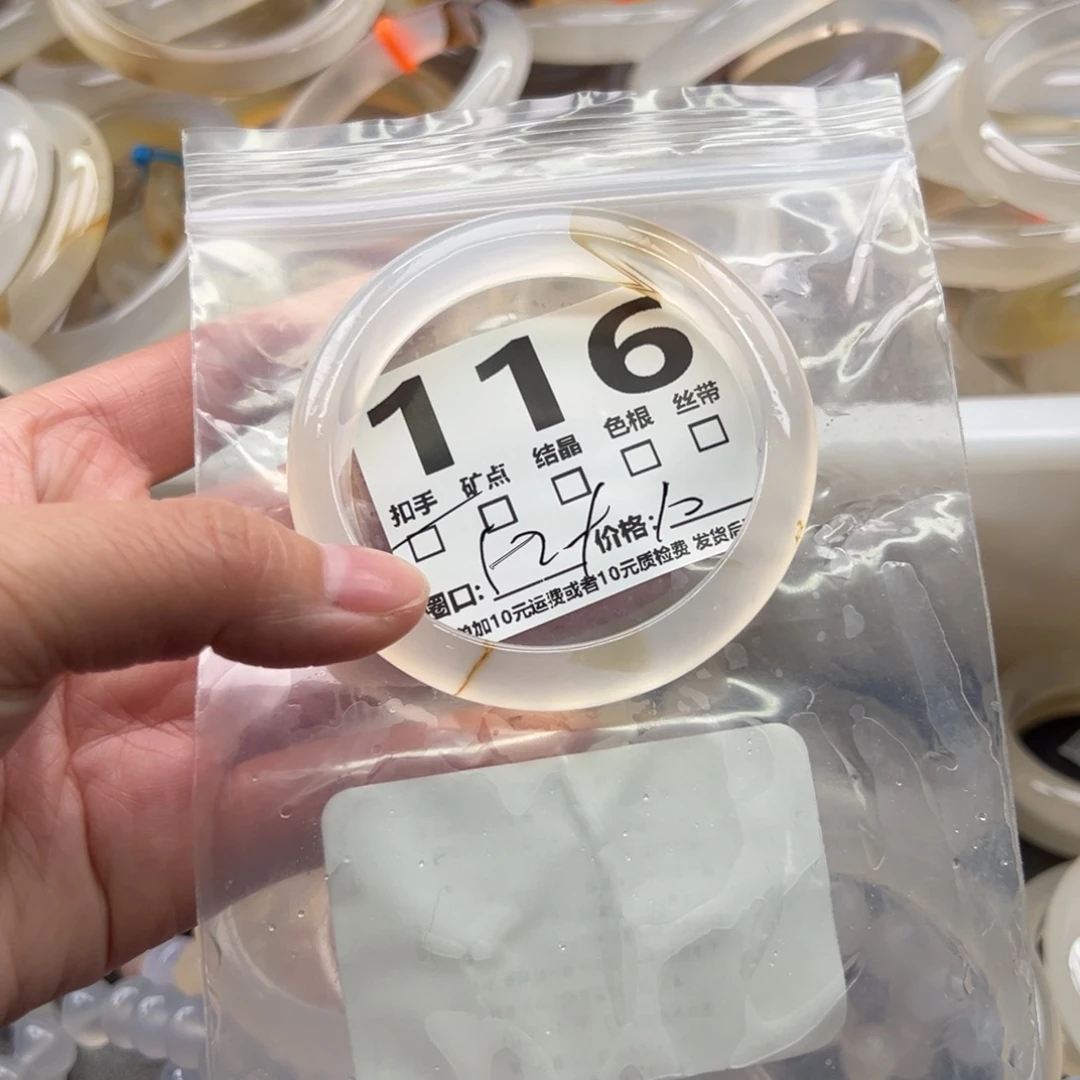 116
扣手 矿点 结晶 色根 丝带
圈口: 价格:
加10元运费或者10元质检费 发货后